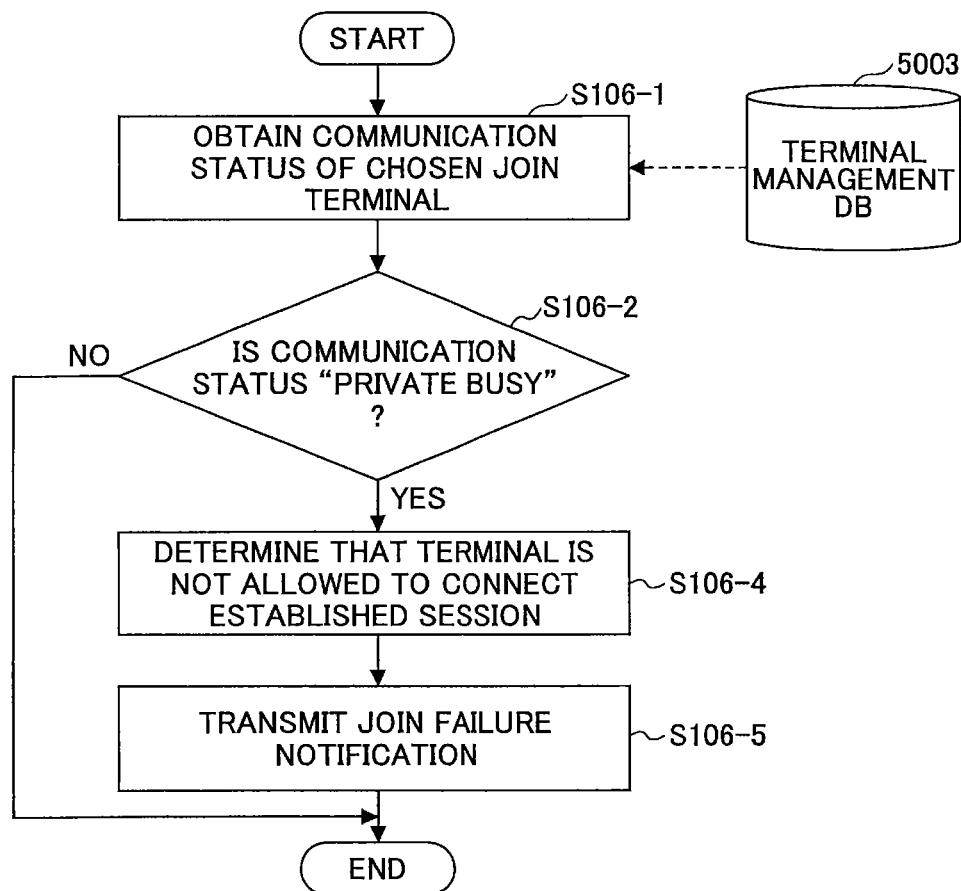 START
S106-1
5003
OBTAIN COMMUNICATION
STATUS OF CHOSEN JOIN
TERMINAL
TERMINAL
MANAGEMENT
DB
S106-2
NO
IS COMMUNICATION
STATUS “PRIVATE BUSY”
?
YES
DETERMINE THAT TERMINAL IS
NOT ALLOWED TO CONNECT
ESTABLISHED SESSION
S106-4
TRANSMIT JOIN FAILURE
NOTIFICATION
S106-5
END